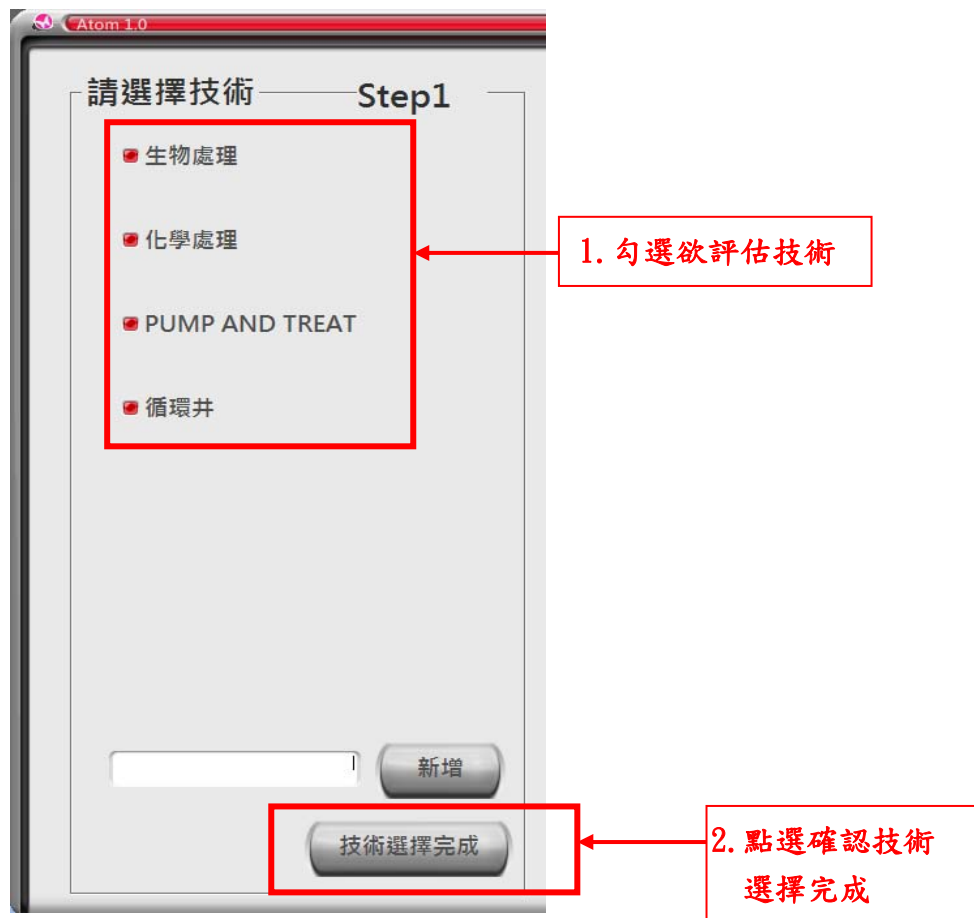 Atom 1.0
請選擇技術 Step1
生物處理
化學處理
1. 勾選欲評估技術
PUMP AND TREAT
循環井
新增
技術選擇完成
2. 點選確認技術
選擇完成